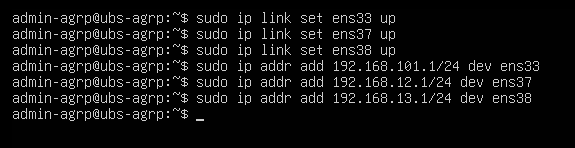 admin-agrp@ubs-agrp:~$ sudo ip link set ens33 up
admin-agrp@ubs-agrp:~$ sudo ip link set ens37 up
admin-agrp@ubs-agrp:~$ sudo ip link set ens38 up
admin-agrp@ubs-agrp:~$ sudo ip addr add 192.168.101.1/24 dev ens33
admin-agrp@ubs-agrp:~$ sudo ip addr add 192.168.12.1/24 dev ens37
admin-agrp@ubs-agrp:~$ sudo ip addr add 192.168.13.1/24 dev ens38
admin-agrp@ubs-agrp:~$ _